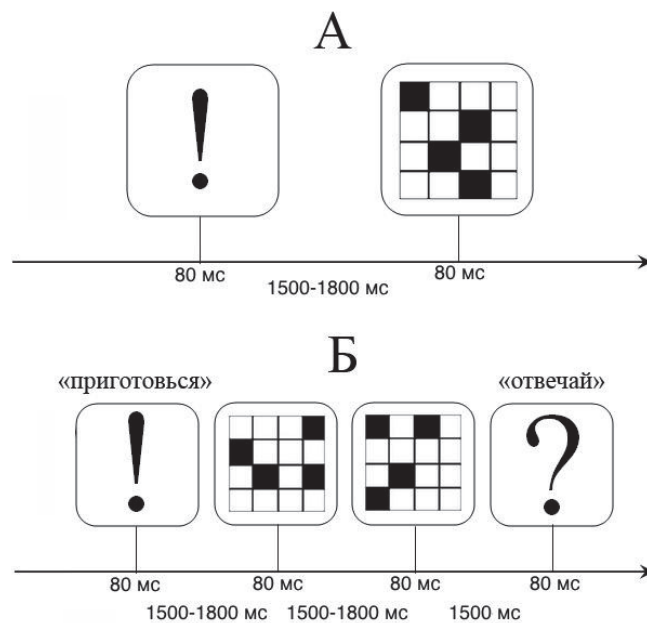 А
!
80 мс
80 мс
1500-1800 мс
Б
«приготовься» «отвечай»
!
?
80 мс 80 мс 80 мс 80 мс
1500-1800 мс 1500-1800 мс 1500 мс